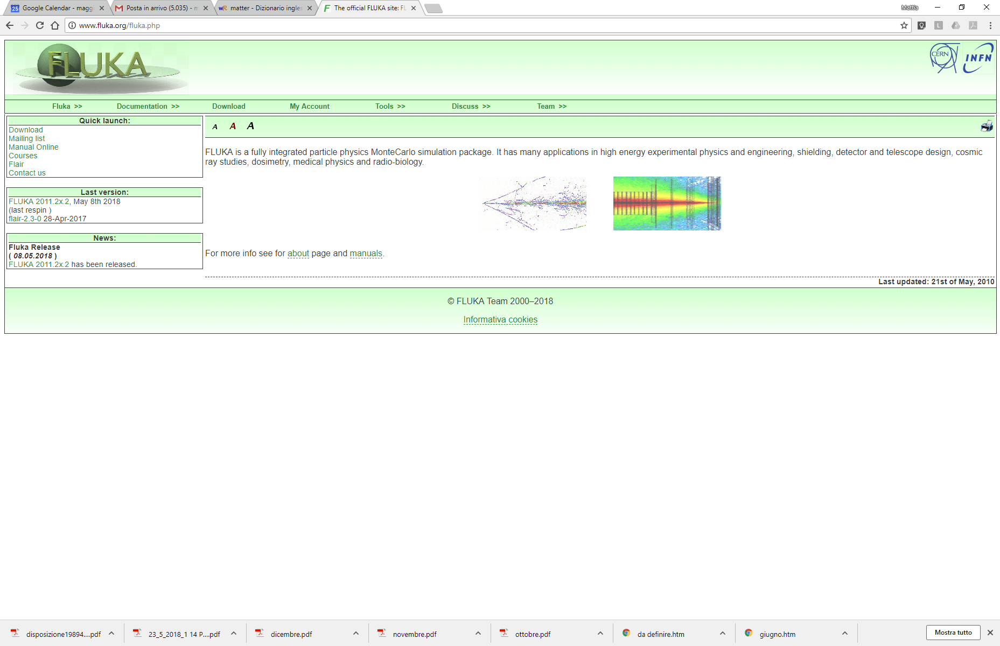 25 Google Calendar - maggi
Posta in arrivo (5.035) - m
wR matter - Dizionario ingles
F The official FLUKA site: FL
Mattia
www.fluka.org/fluka.php
L
FLUKA
CERN
INFN
Fluka >> Documentation >> Download My Account Tools >> Discuss >> Team >>
Quick launch:
Download
Mailing list
Manual Online
Courses
Flair
Contact us
Last version:
FLUKA 2011.2x.2, May 8th 2018
(last respin )
flair-2.3-0 28-Apr-2017
News:
Fluka Release
( 08.05.2018 )
FLUKA 2011.2x.2 has been released.
A A A
FLUKA is a fully integrated particle physics MonteCarlo simulation package. It has many applications in high energy experimental physics and engineering, shielding, detector and telescope design, cosmic
ray studies, dosimetry, medical physics and radio-biology.
For more info see for about page and manuals.
Last updated: 21st of May, 2010
© FLUKA Team 2000–2018
Informativa cookies
disposizione19894....pdf
23_5_2018_1 14 P....pdf
dicembre.pdf
novembre.pdf
ottobre.pdf
da definire.htm
giugno.htm
Mostra tutto